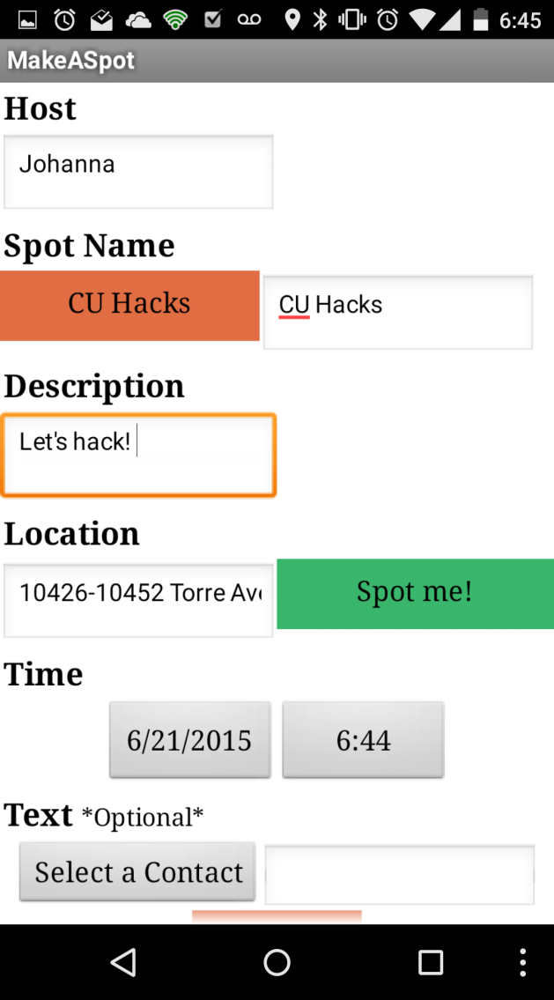 6:45
MakeASpot
Host
Johanna
Spot Name
CU Hacks
CU Hacks
Description
Let's hack!
Location
10426-10452 Torre Ave
Spot me!
Time
6/21/2015
6:44
Text *Optional*
Select a Contact